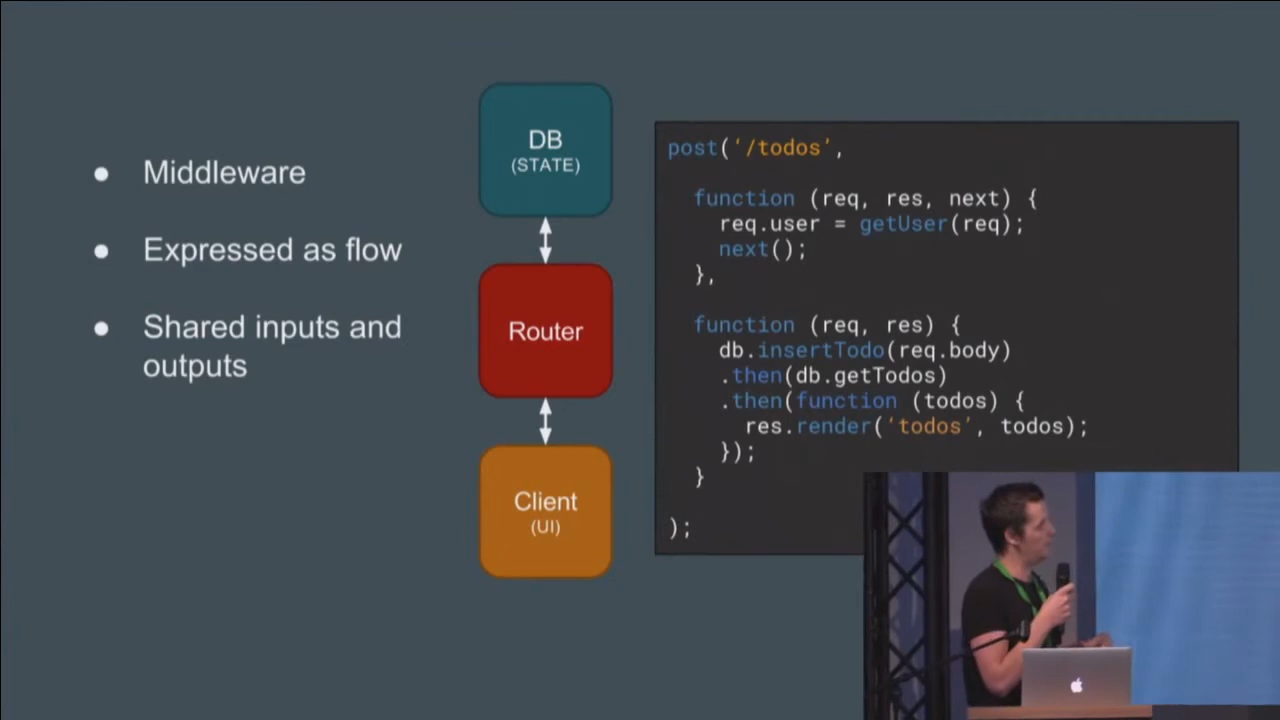 Middleware
Expressed as flow
Shared inputs and
outputs
DB
(STATE)
Router
Client
(UI)
post(‘/todos’,
function (req, res, next) {
req.user = getUser(req);
next();
},
function (req, res) {
db.insertTodo(req.body)
.then(db.getTodos)
.then(function (todos) {
res.render(‘todos’, todos);
});
}
);